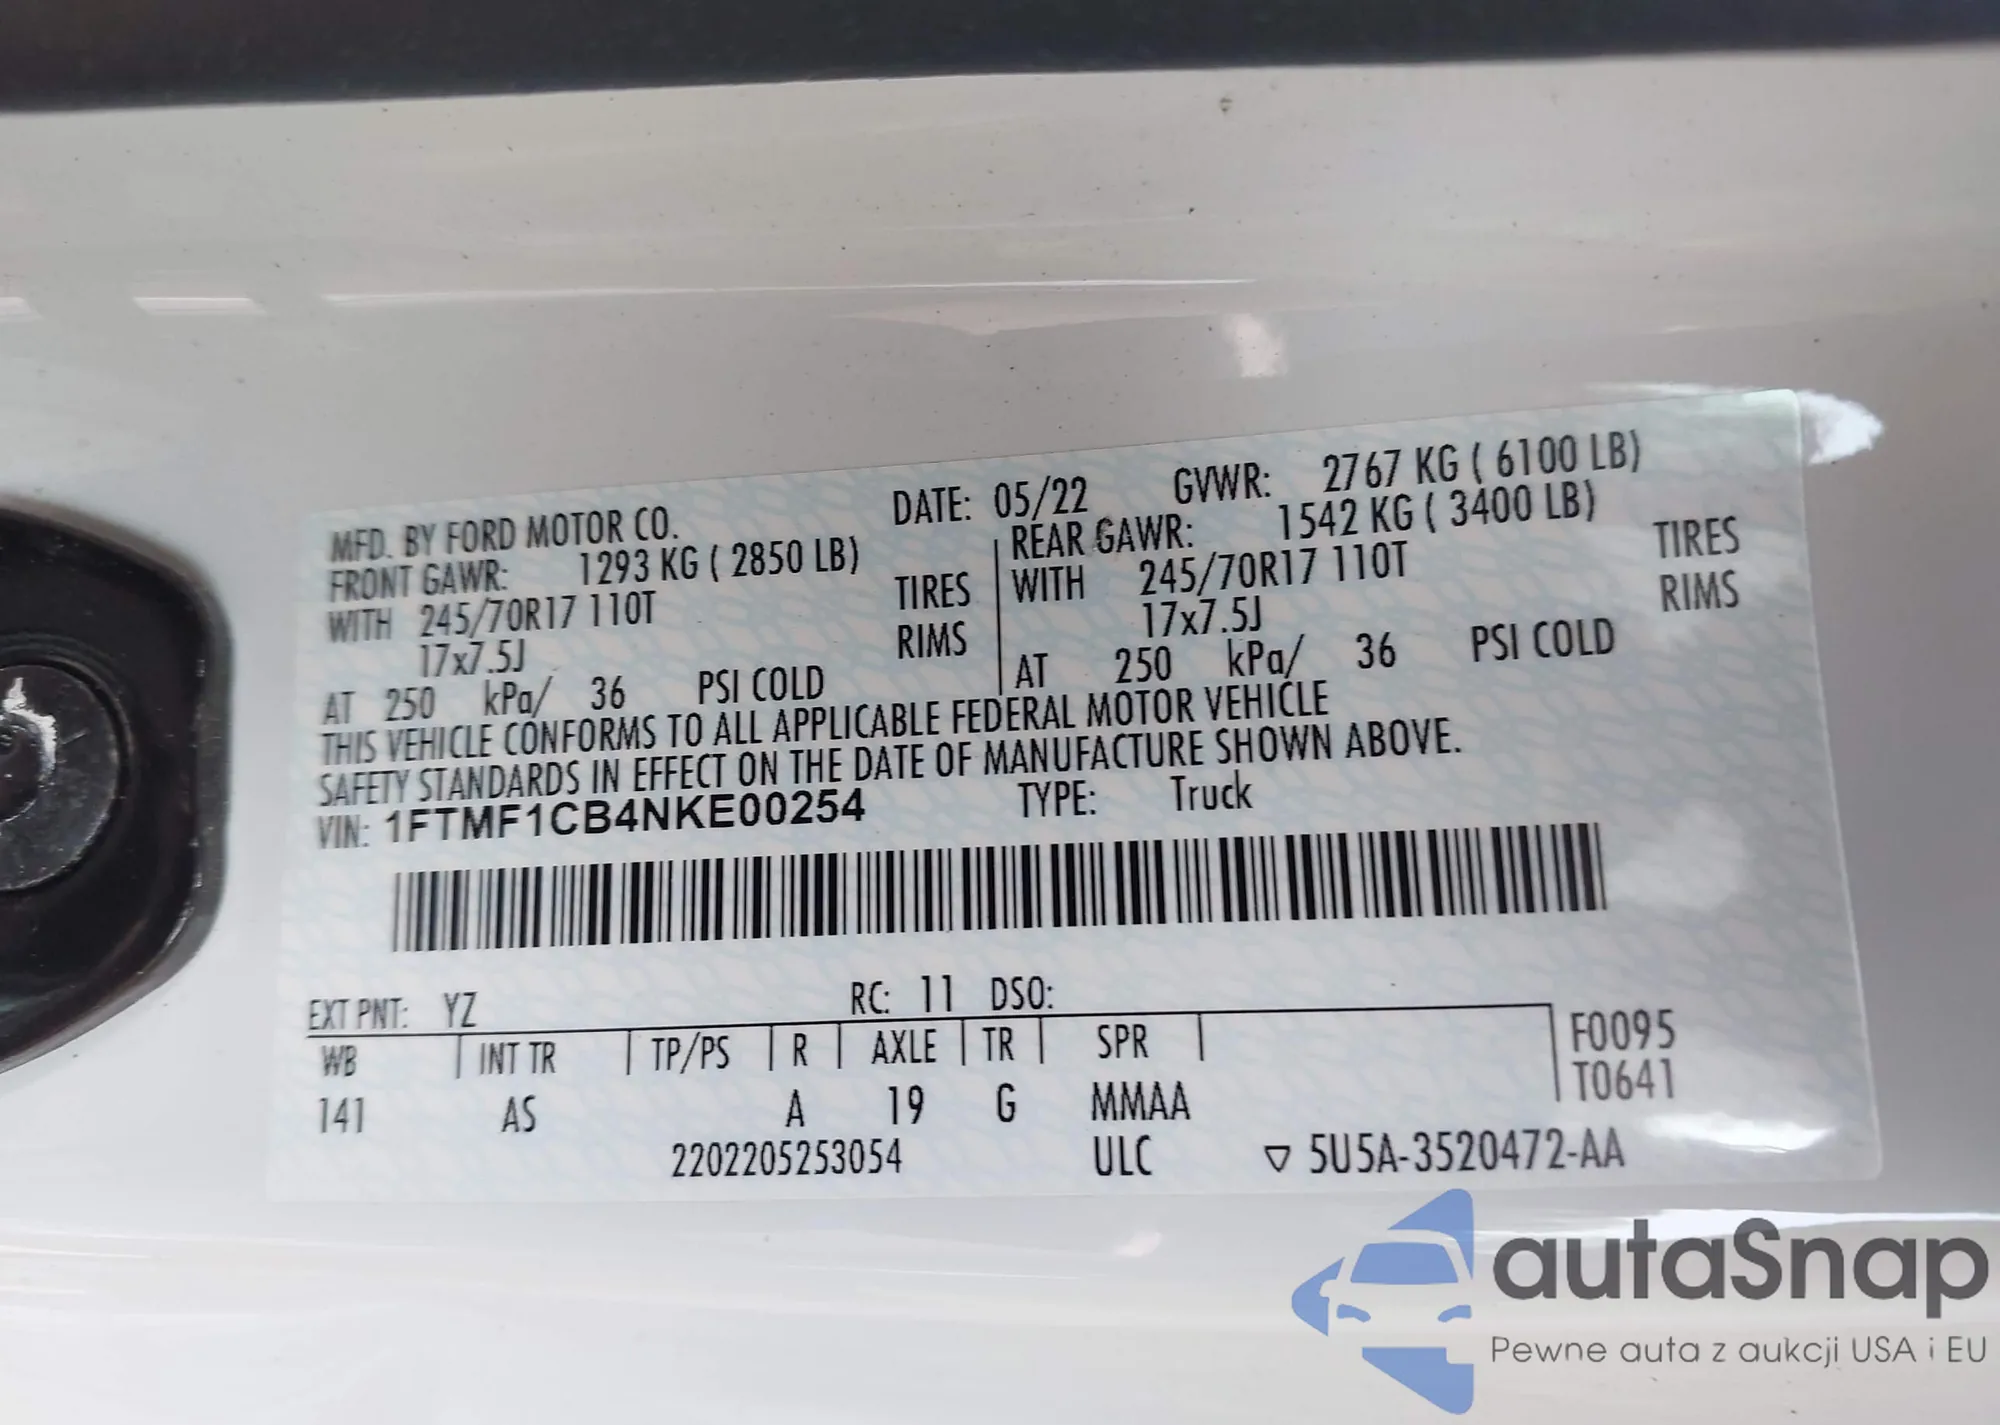 MFD. BY FORD MOTOR CO. DATE: 05/22 GVWR: 2767 KG ( 6100 LB)
FRONT GAWR: 1293 KG ( 2850 LB) REAR GAWR: 1542 KG ( 3400 LB)
WITH 245/70R17 110T TIRES WITH 245/70R17 110T TIRES
17x7.5J RIMS 17x7.5J RIMS
AT 250 kPa/ 36 PSI COLD AT 250 kPa/ 36 PSI COLD
THIS VEHICLE CONFORMS TO ALL APPLICABLE FEDERAL MOTOR VEHICLE
SAFETY STANDARDS IN EFFECT ON THE DATE OF MANUFACTURE SHOWN ABOVE.
VIN: 1FTMF1CB4NKE00254 TYPE: Truck
EXT PNT: YZ RC: 11 DSO:
WB INT TR TP/PS R AXLE TR SPR F0095
T0641
141 AS A 19 G MMAA
2202205253054 ULC ▽ 5U5A-3520472-AA
autaSnap
Pewne auta z aukcji USA i EU